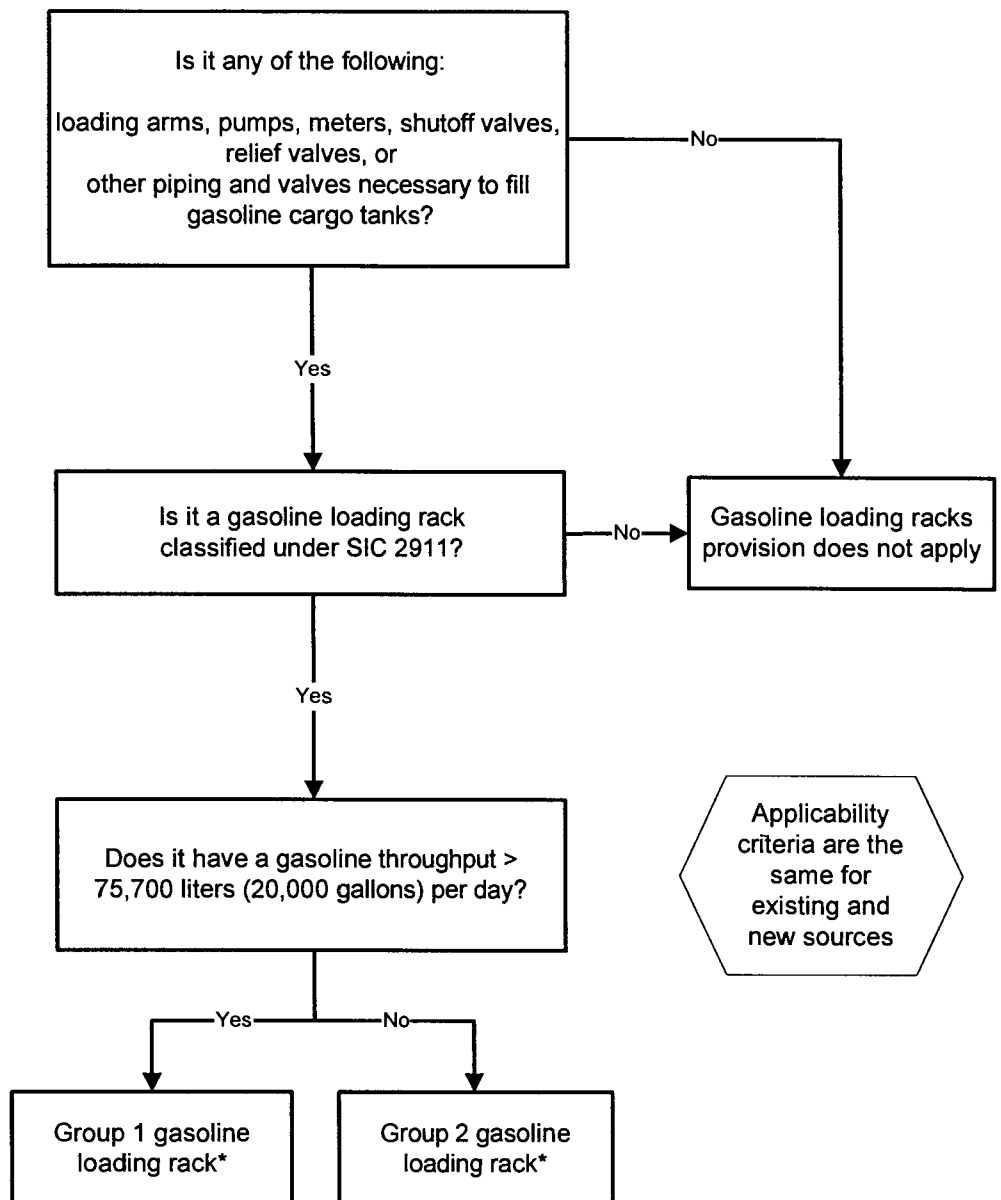 Is it any of the following:
loading arms, pumps, meters, shutoff valves,
relief valves, or
other piping and valves necessary to fill
gasoline cargo tanks?
No
Yes
Is it a gasoline loading rack
classified under SIC 2911?
No
Gasoline loading racks
provision does not apply
Yes
Does it have a gasoline throughput >
75,700 liters (20,000 gallons) per day?
Applicability
criteria are the
same for
existing and
new sources
Yes
No
Group 1 gasoline
loading rack*
Group 2 gasoline
loading rack*